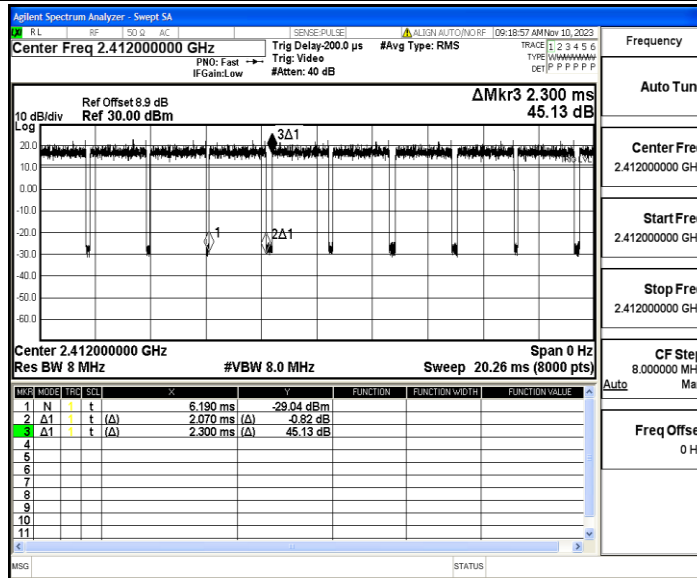 Agilent Spectrum Analyzer - Swept SA
RL RF 50 Ω AC SENSE:PULSE ALIGN AUTO/NO RF 09:18:57 AM Nov 10, 2023
Center Freq 2.412000000 GHz
PNO: Fast
IFGain:Low
Trig Delay-200.0 µs
Trig: Video
#Atten: 40 dB
#Avg Type: RMS
TRACE 1 2 3 4 5 6
TYPE WWWWWW
DET P P P P P P
Ref Offset 8.9 dB
10 dB/div Ref 30.00 dBm
Log
ΔMkr3 2.300 ms
45.13 dB
20.0
10.0
0.00
-10.0
-20.0
-30.0
-40.0
-50.0
-60.0
3Δ1
TRIG LVL
1
2Δ1
Center 2.412000000 GHz Span 0 Hz
Res BW 8 MHz #VBW 8.0 MHz Sweep 20.26 ms (8000 pts)
MKR MODE TRC SCL X Y FUNCTION FUNCTION WIDTH FUNCTION VALUE
1 N 1 t 6.190 ms -29.04 dBm
2 Δ1 1 t (Δ) 2.070 ms (Δ) -0.82 dB
3 Δ1 1 t (Δ) 2.300 ms (Δ) 45.13 dB
4
5
6
7
8
9
10
11
MSG STATUS
Frequency
Auto Tun
Center Fre
2.412000000 GH
Start Fre
2.412000000 GH
Stop Fre
2.412000000 GH
CF Step
8.000000 MH
Auto Ma
Freq Offse
0 H